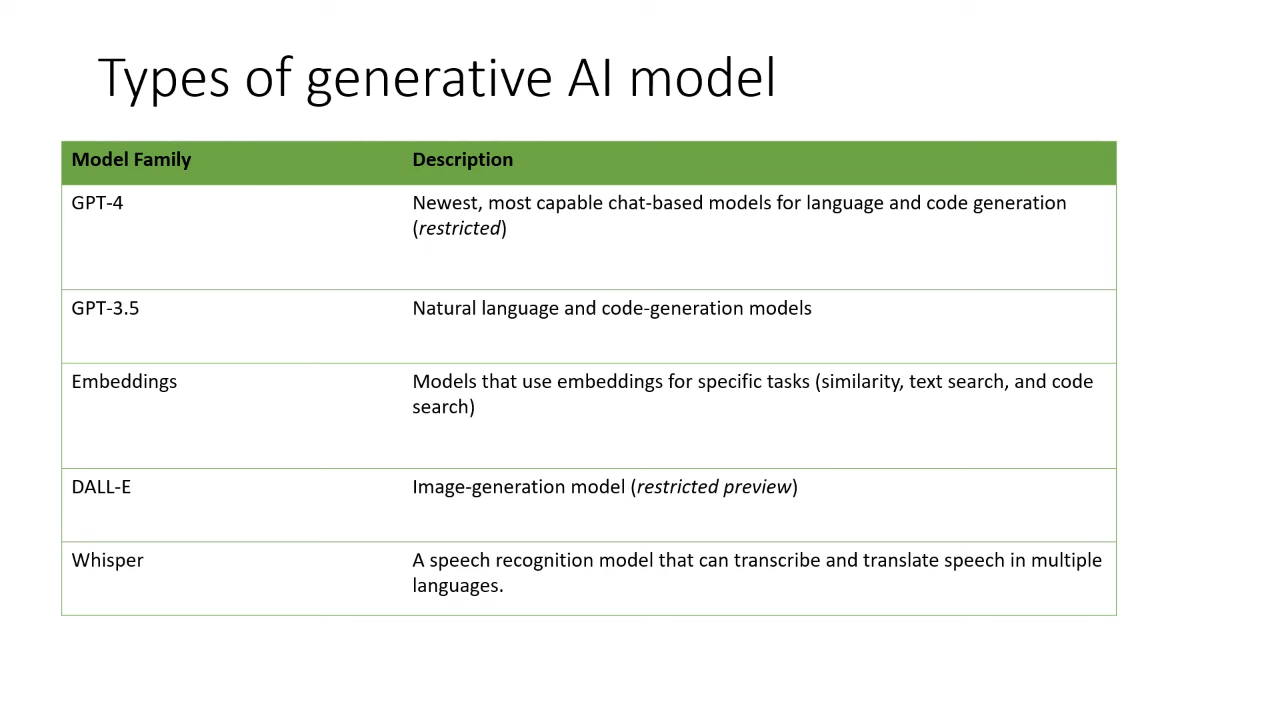 Types of generative AI model
Model Family
Description
GPT-4
Newest, most capable chat-based models for language and code generation
(restricted)
GPT-3.5
Natural language and code-generation models
Embeddings
Models that use embeddings for specific tasks (similarity, text search, and code
search)
DALL-E
Image-generation model (restricted preview)
Whisper
A speech recognition model that can transcribe and translate speech in multiple
languages.